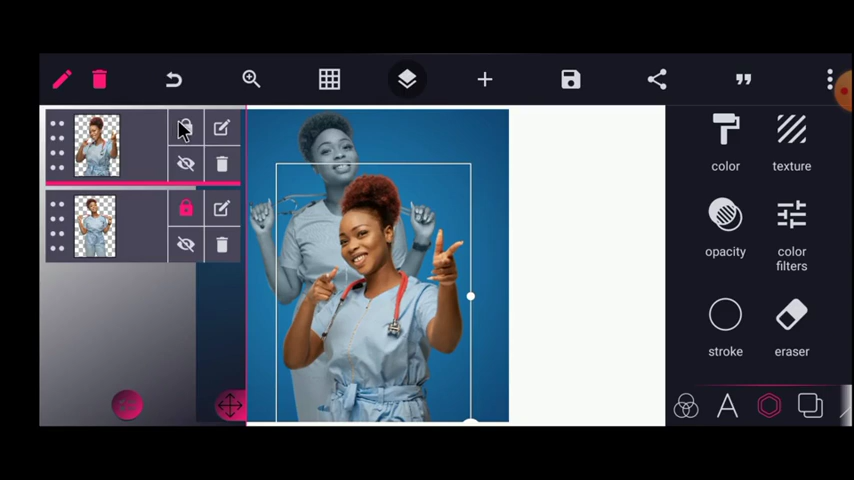 color
texture
opacity
color
filters
stroke
eraser